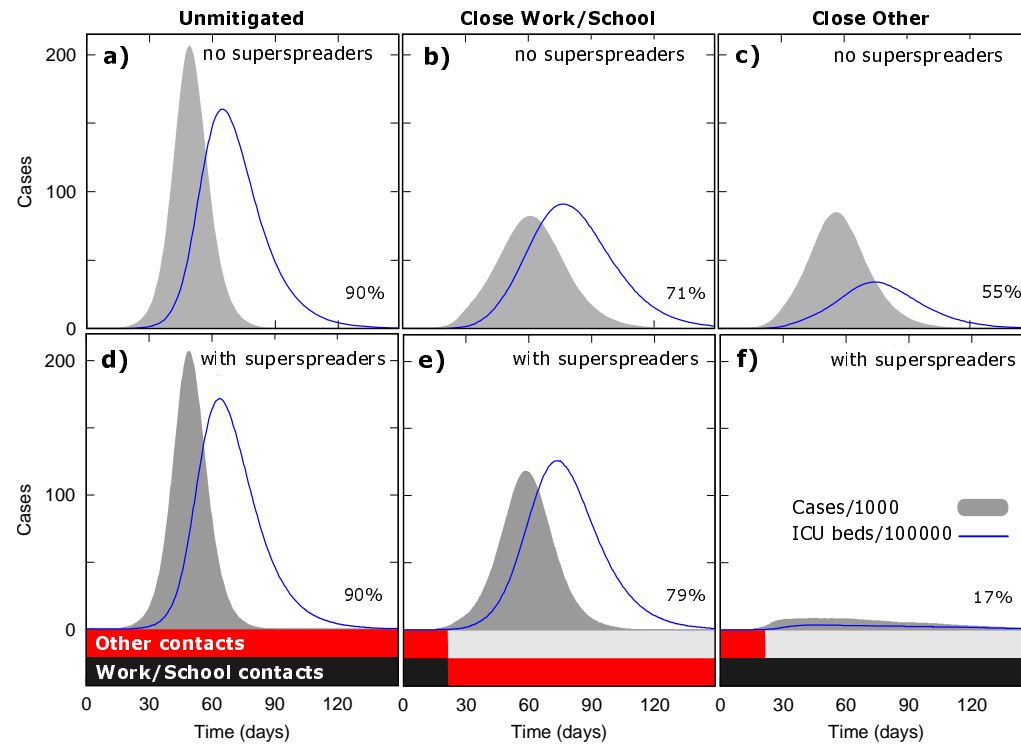 Unmitigated
Close Work/School
Close Other
a)
no superspreaders
b)
no superspreaders
c)
no superspreaders
200
100
0
Cases
90%
71%
55%
d)
with superspreaders
e)
with superspreaders
f)
with superspreaders
200
100
0
Cases
Cases/1000
ICU beds/100000
90%
79%
17%
Other contacts
Work/School contacts
0 30 60 90 120
0 30 60 90 120
0 30 60 90 120
Time (days)
Time (days)
Time (days)